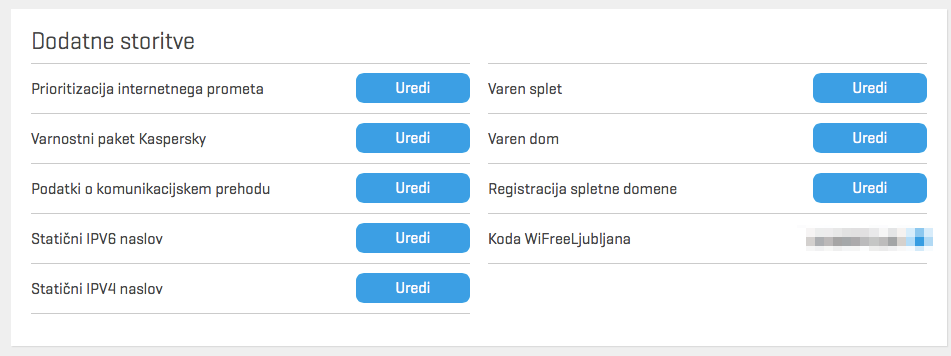 Dodatne storitve
Prioritizacija internetnega prometa Uredi
Varnostni paket Kaspersky Uredi
Podatki o komunikacijskem prehodu Uredi
Statični IPV6 naslov Uredi
Statični IPV4 naslov Uredi
Varen splet Uredi
Varen dom Uredi
Registracija spletne domene Uredi
Koda WiFreeLjubljana